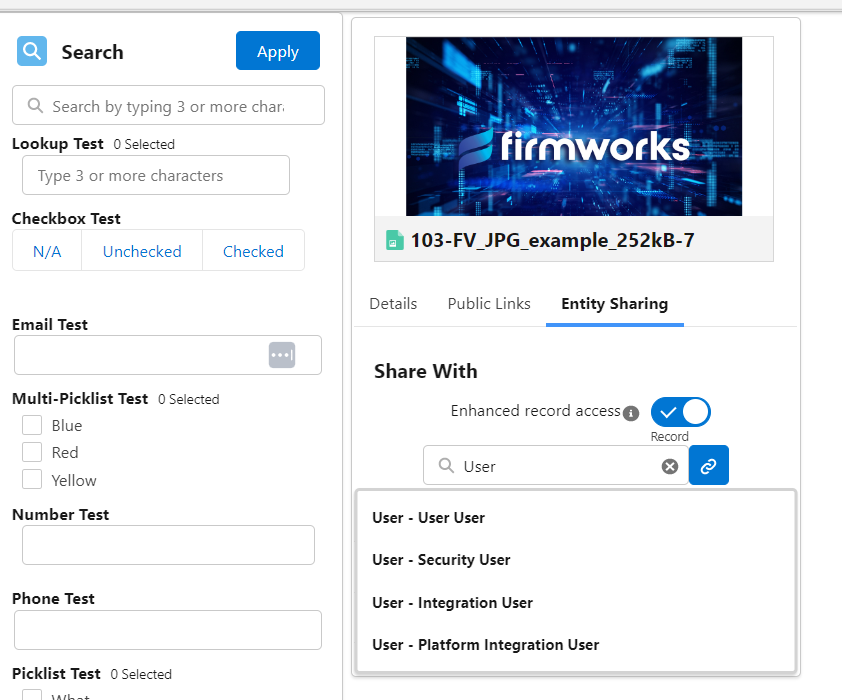 Search
Apply
Search by typing 3 or more char
Lookup Test 0 Selected
Type 3 or more characters
Checkbox Test
N/A Unchecked Checked
Email Test
Multi-Picklist Test 0 Selected
Blue
Red
Yellow
Number Test
Phone Test
Picklist Test 0 Selected
What
firmworks
103-FV_JPG_example_252kB-7
Details Public Links Entity Sharing
Share With
Enhanced record access
Record
User
User - User User
User - Security User
User - Integration User
User - Platform Integration User